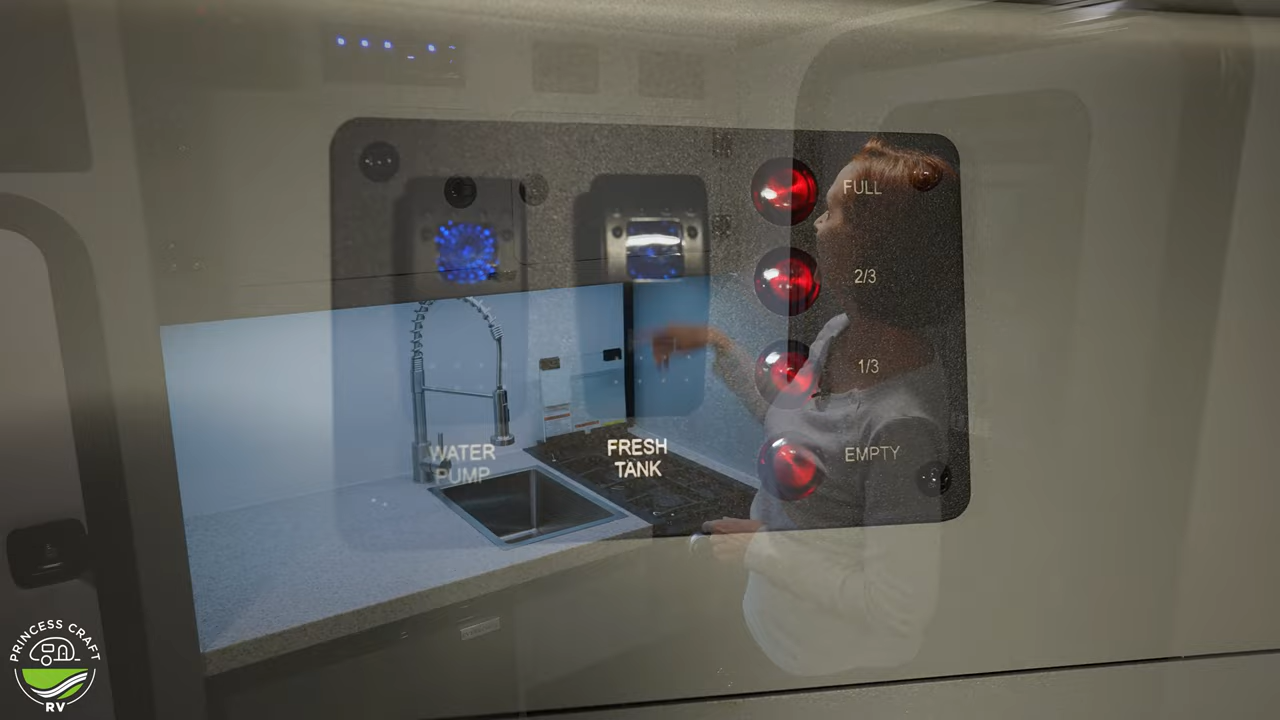 FULL
2/3
1/3
EMPTY
WATER
PUMP
FRESH
TANK
PRINCESS CRAFT
RV